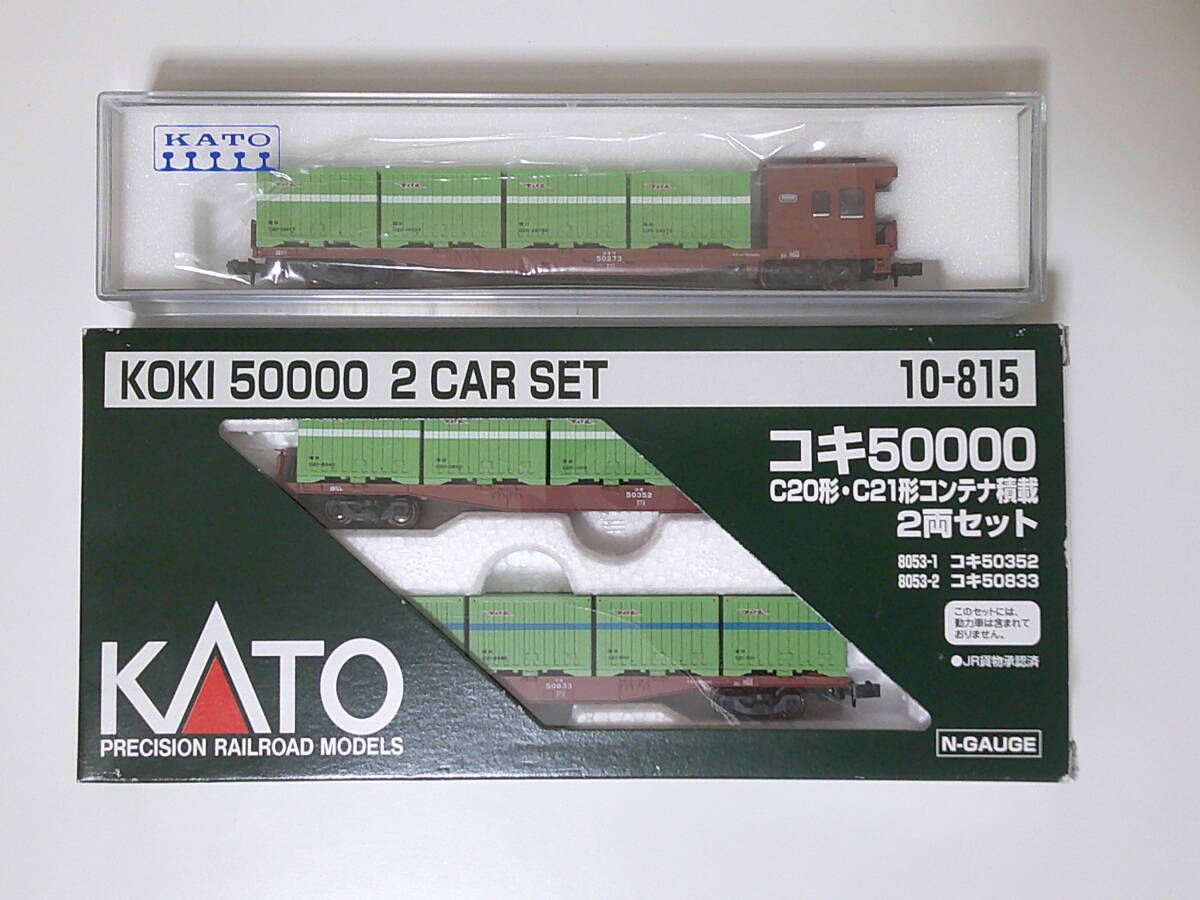 KATO
50273
KOKI 50000 2 CAR SET
10-815
コキ50000
C20形・C21形コンテナ積載
2両セット
8053-1 コキ50352
8053-2 コキ50833
このセットには、
動力車は含まれて
おりません。
●JR貨物承認済
50352
50833
KATO
PRECISION RAILROAD MODELS
N-GAUGE